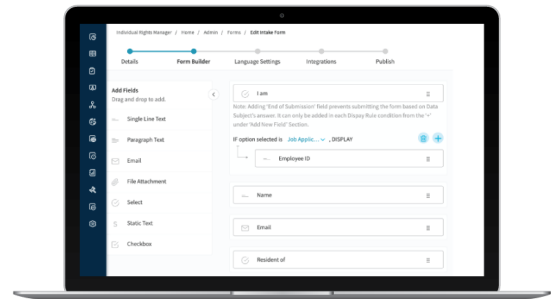 Individual Rights Manager / Home / Admin / Forms / Edit Intake Form
Details
Form Builder
Language Settings
Integrations
Publish
Add Fields
Drag and drop to add.
Single Line Text
Paragraph Text
Email
File Attachment
Select
S Static Text
Checkbox
I am
Note: Adding 'End of Submission' field prevents submitting the form based on Data
Subject's answer. It can only be added in each Dispay Rule condition from the '+'
under 'Add New Field' Section.
IF option selected is Job Applic... , DISPLAY
Employee ID
Name
Email
Resident of